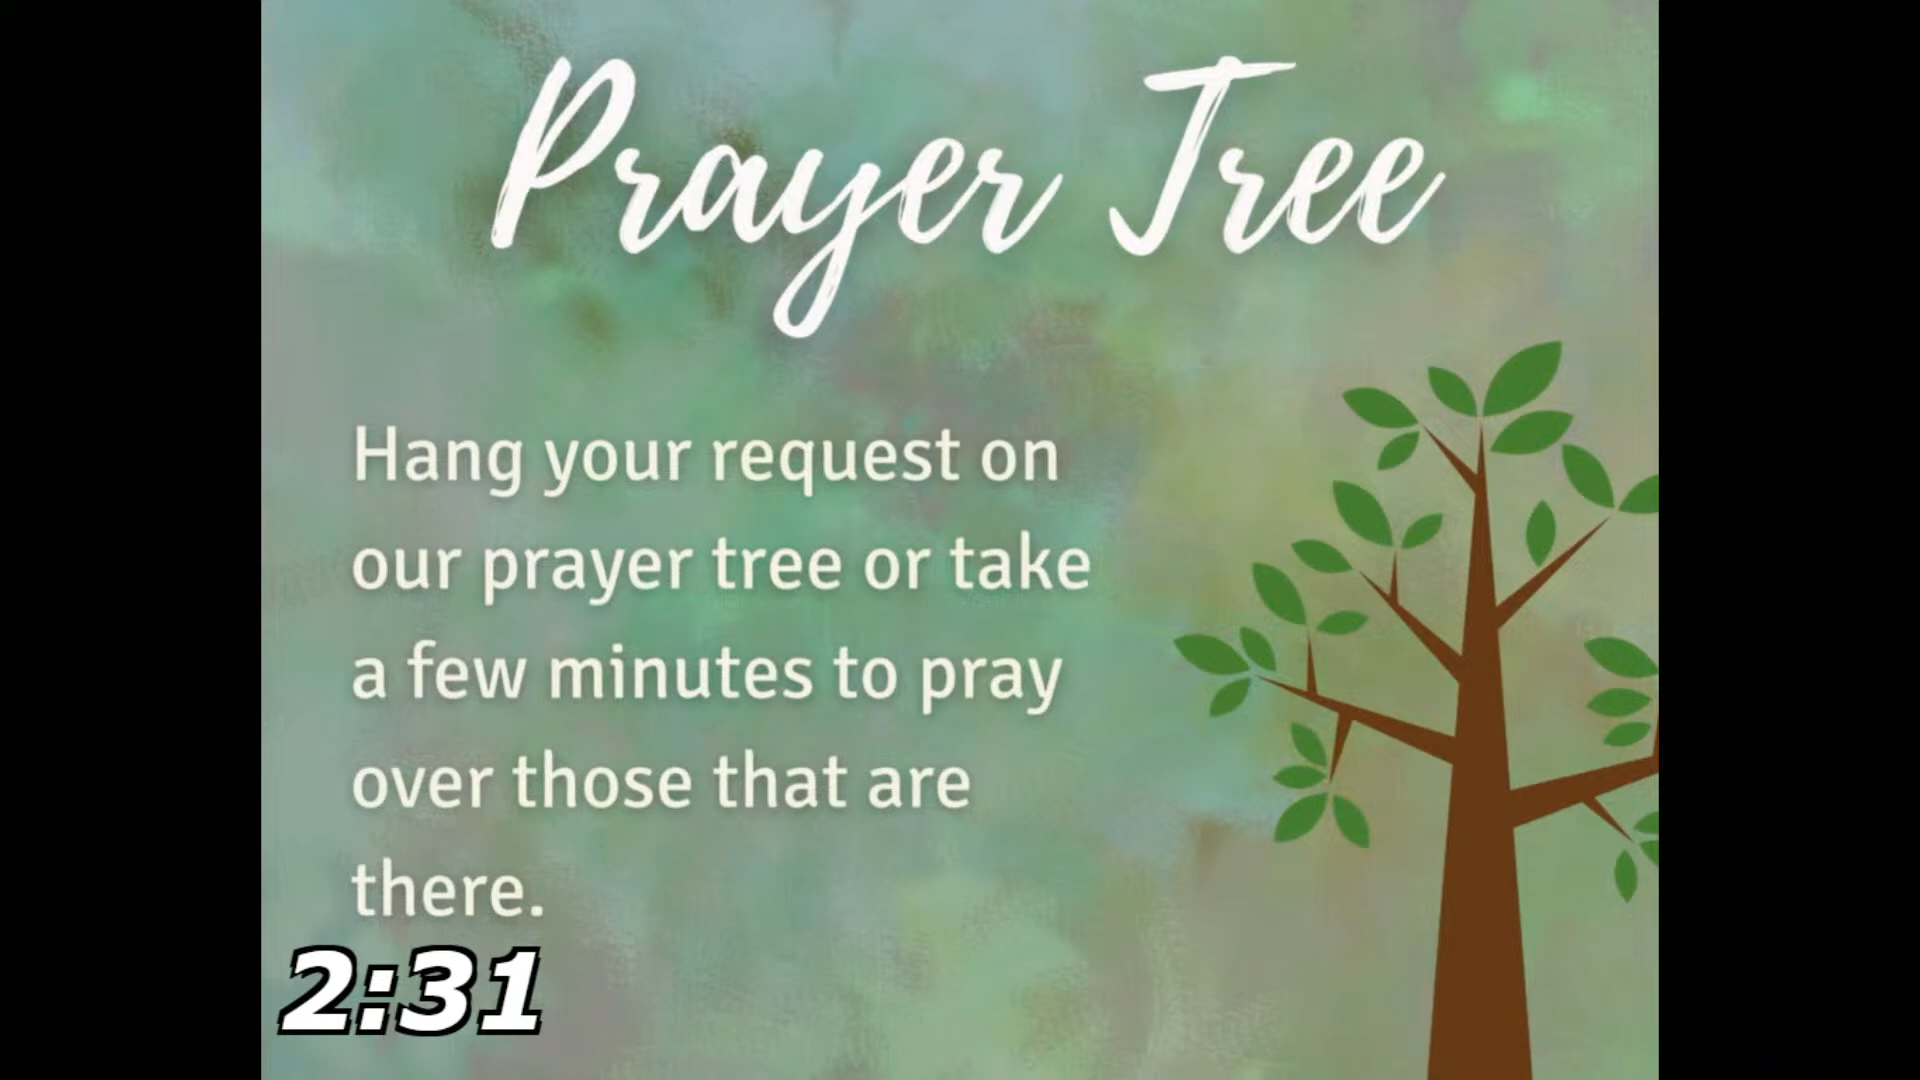 Prayer Tree
Hang your request on
our prayer tree or take
a few minutes to pray
over those that are
there.
2:31